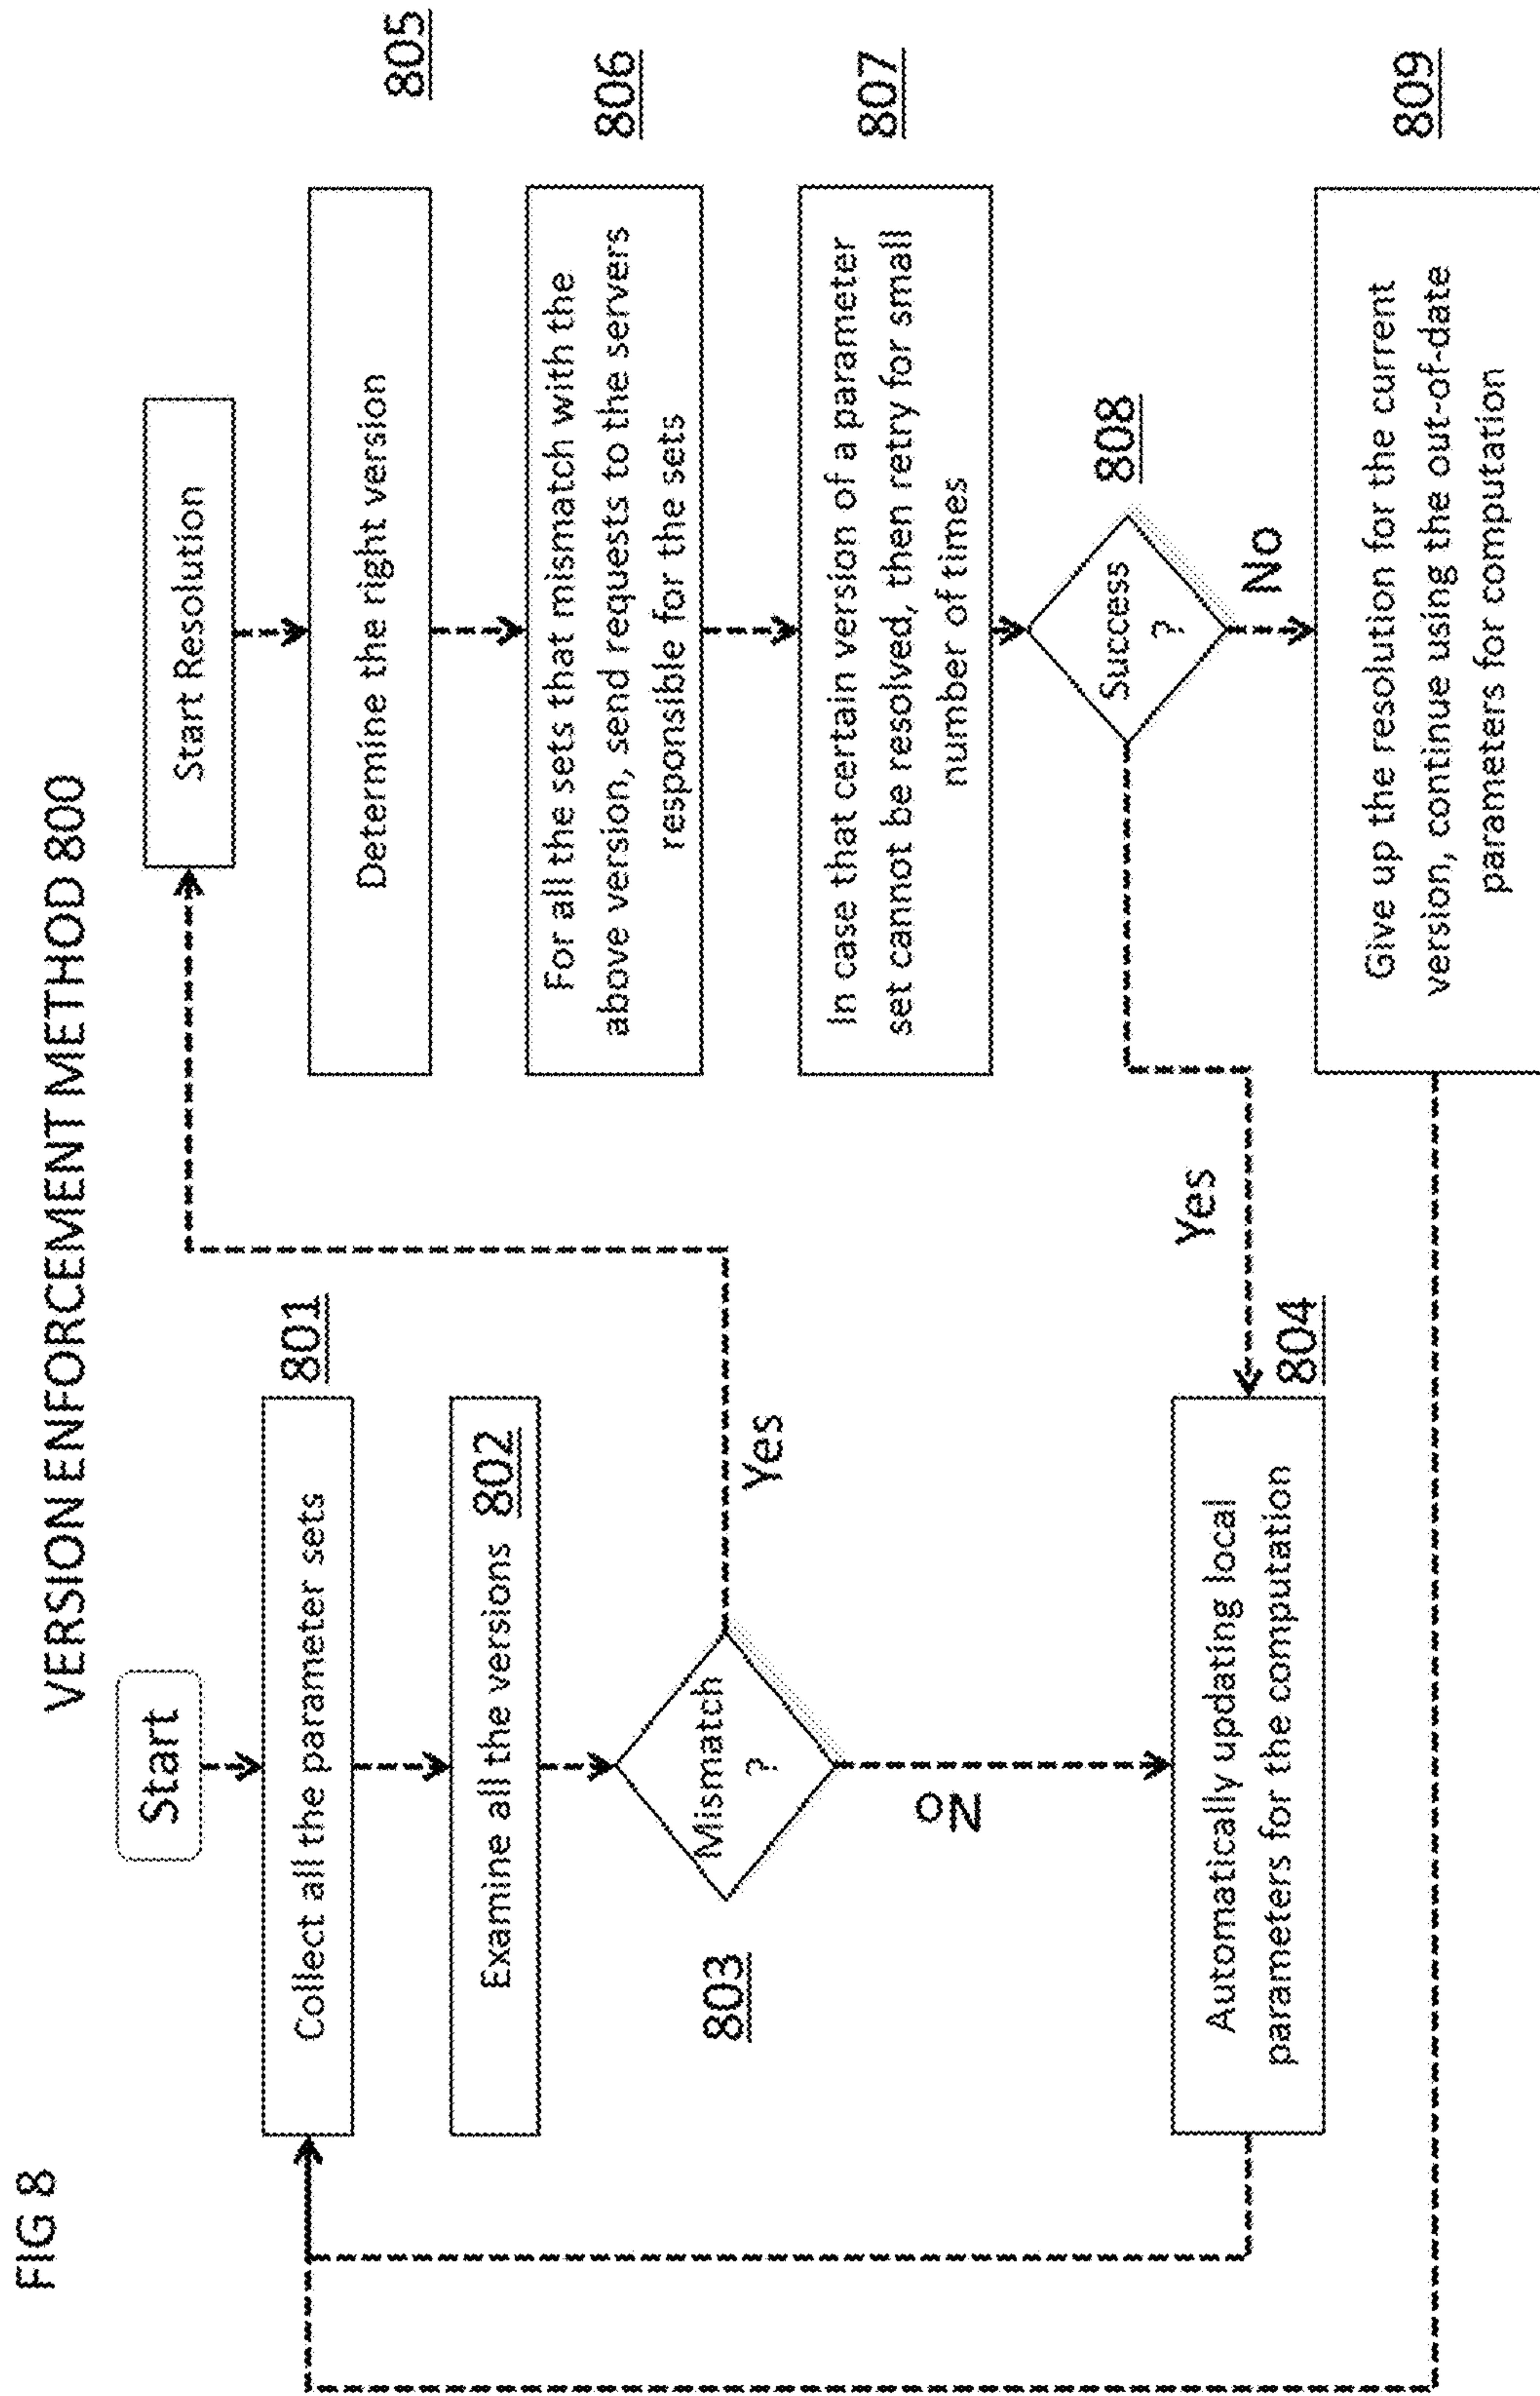 FIG 8
VERSION ENFORCEMENT METHOD 800
Start
Collect all the parameter sets
801
Examine all the versions 802
Mismatch
?
803
Yes
No
Automatically updating local
parameters for the computation
804
Start Resolution
Determine the right version
805
For all the sets that mismatch with the
above version, send requests to the servers
responsible for the sets
806
In case that certain version of a parameter
set cannot be resolved, then retry for small
number of times
807
Success
?
808
Yes
No
Give up the resolution for the current
version, continue using the out-of-date
parameters for computation
809